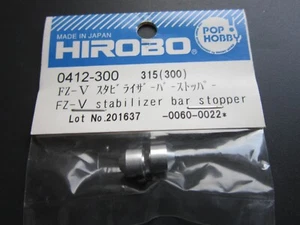 MADE IN JAPAN
HIROBO
POP
HOBBY
0412-300 315(300)
FZ-V スタビライザーバーストッパー
FZ-V stabilizer bar stopper
Lot No.201637 -0060-0022*